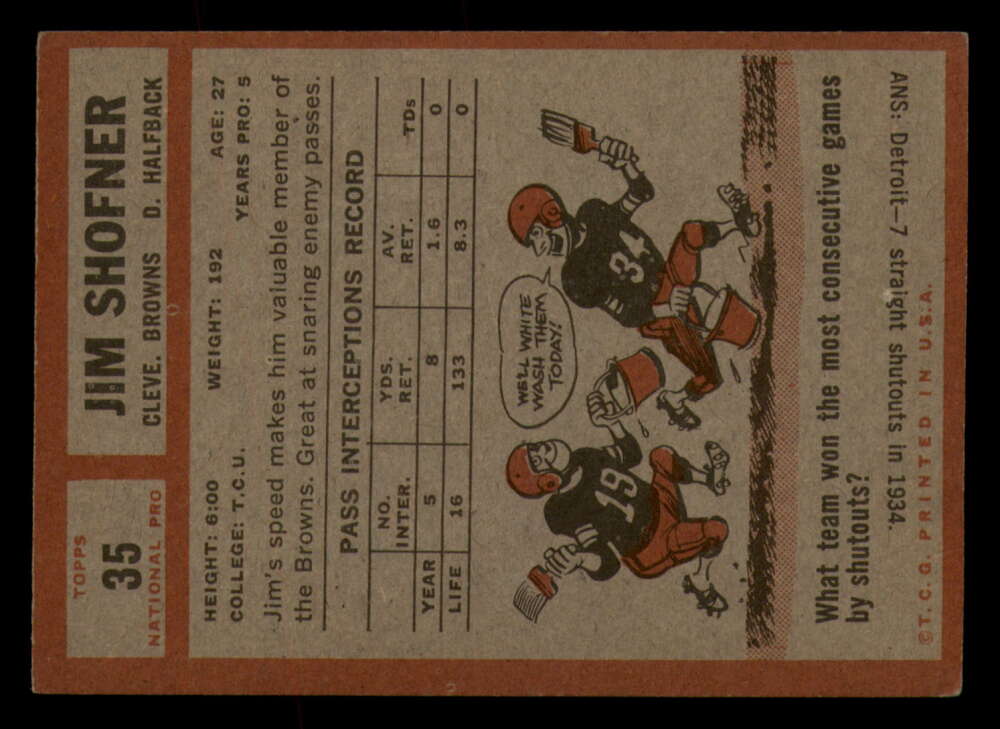 TOPPS
35
NATIONAL PRO
JIM SHOFNER
CLEVE. BROWNS D. HALFBACK
HEIGHT: 6:00 WEIGHT: 192 AGE: 27
COLLEGE: T.C.U. YEARS PRO: 5
Jim's speed makes him valuable member of
the Browns. Great at snaring enemy passes.
PASS INTERCEPTIONS RECORD
NO. YDS. AV.
INTER. RET. RET. TDs
YEAR 5 8 1.6 0
LIFE 16 133 8.3 0
WE'LL WHITE
WASH THEM
TODAY!
19
34
What team won the most consecutive games
by shutouts?
ANS: Detroit—7 straight shutouts in 1934.
©T.C.G. PRINTED IN U.S.A.